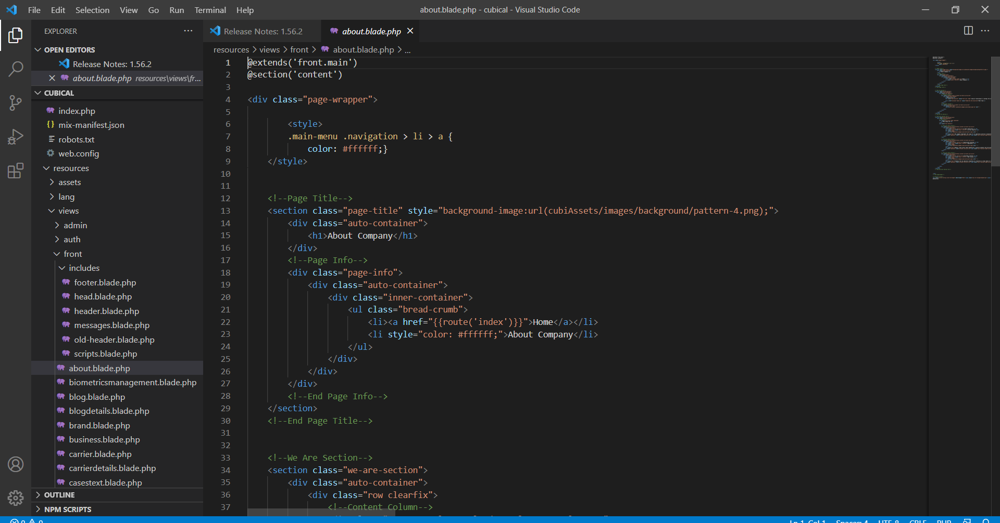 File Edit Selection View Go Run Terminal Help
about.blade.php - cubical - Visual Studio Code
EXPLORER
OPEN EDITORS
Release Notes: 1.56.2
about.blade.php resources\views\fr...
CUBICAL
index.php
{} mix-manifest.json
robots.txt
web.config
resources
assets
lang
views
admin
auth
front
includes
footer.blade.php
head.blade.php
header.blade.php
messages.blade.php
old-header.blade.php
scripts.blade.php
about.blade.php
biometricsmanagement.blade.php
blog.blade.php
blogdetails.blade.php
brand.blade.php
business.blade.php
carrier.blade.php
carrierdetails.blade.php
casestext.blade.php
OUTLINE
NPM SCRIPTS
Release Notes: 1.56.2
about.blade.php
resources > views > front > about.blade.php > ...
1 @extends('front.main')
2 @section('content')
3
4 <div class="page-wrapper">
5
6 <style>
7 .main-menu .navigation > li > a {
8 color: #ffffff;}
9 </style>
10
11
12 <!--Page Title-->
13 <section class="page-title" style="background-image:url(cubiAssets/images/background/pattern-4.png);">
14 <div class="auto-container">
15 <h1>About Company</h1>
16 </div>
17 <!--Page Info-->
18 <div class="page-info">
19 <div class="auto-container">
20 <div class="inner-container">
21 <ul class="bread-crumb">
22 <li><a href="{{route('index')}}">Home</a></li>
23 <li style="color: #ffffff;">About Company</li>
24 </ul>
25 </div>
26 </div>
27 </div>
28 <!--End Page Info-->
29 </section>
30 <!--End Page Title-->
31
32
33 <!--We Are Section-->
34 <section class="we-are-section">
35 <div class="auto-container">
36 <div class="row clearfix">
37 <!--Content Column-->
0 0
Ln 1, Col 1 Spaces: 4 UTF-8 CRLF PHP